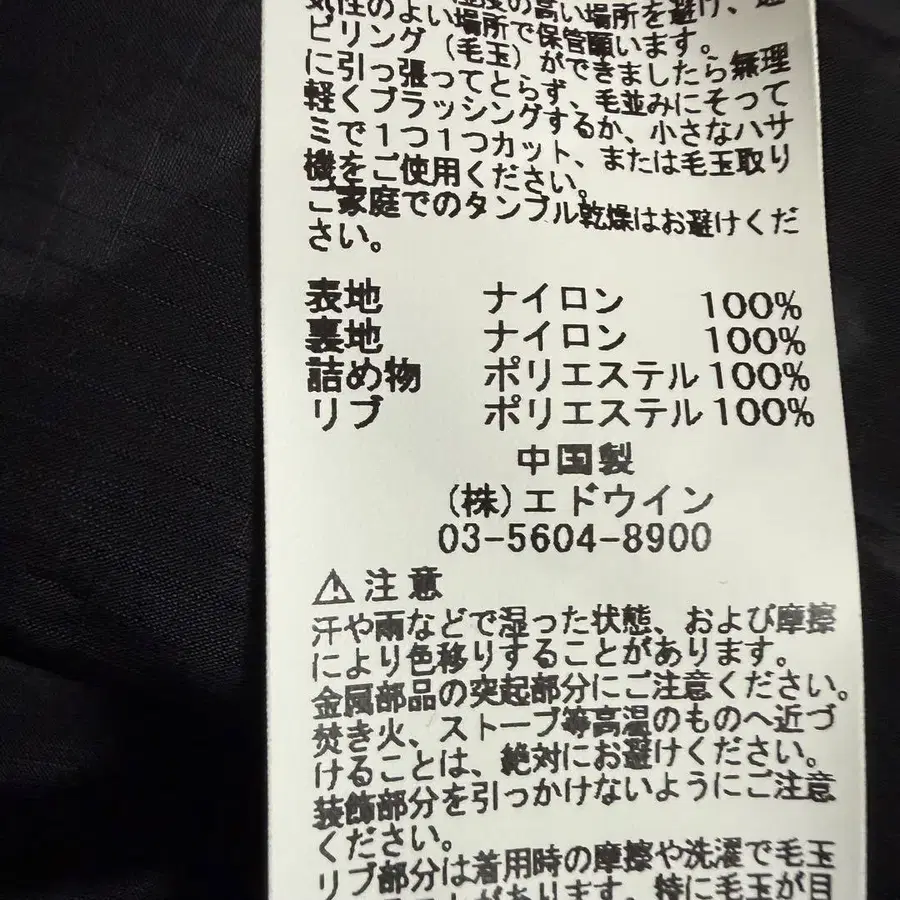 気性のよい場所で保管願います。
ピリング（毛玉）ができましたら無理
に引っ張ってとらず、毛並みにそって
軽くブラッシングするか、小さなハサ
ミで１つ１つカット、または毛玉取り
機をご使用ください。
ご家庭でのタンブル乾燥はお避けくだ
さい。
表地 ナイロン 100%
裏地 ナイロン 100%
詰め物 ポリエステル 100%
リブ ポリエステル 100%
中国製
(株)エドウイン
03-5604-8900
⚠注意
汗や雨などで湿った状態、および摩擦
により色移りすることがあります。
金属部品の突起部分にご注意ください。
焚き火、ストーブ等高温のものへ近づ
けることは、絶対にお避けください。
装飾部分を引っかけないようにご注意
ください。
リブ部分は着用時の摩擦や洗濯で毛玉
ことがあります。特に毛玉が目